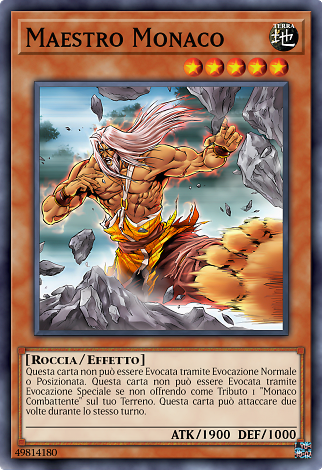 Maestro Monaco
TERRA
地
[Roccia/Effetto]
Questa carta non può essere Evocata tramite Evocazione Normale
o Posizionata. Questa carta non può essere Evocata tramite
Evocazione Speciale se non offrendo come Tributo 1 "Monaco
Combattente" sul tuo Terreno. Questa carta può attaccare due
volte durante lo stesso turno.
ATK/1900 DEF/1000
49814180